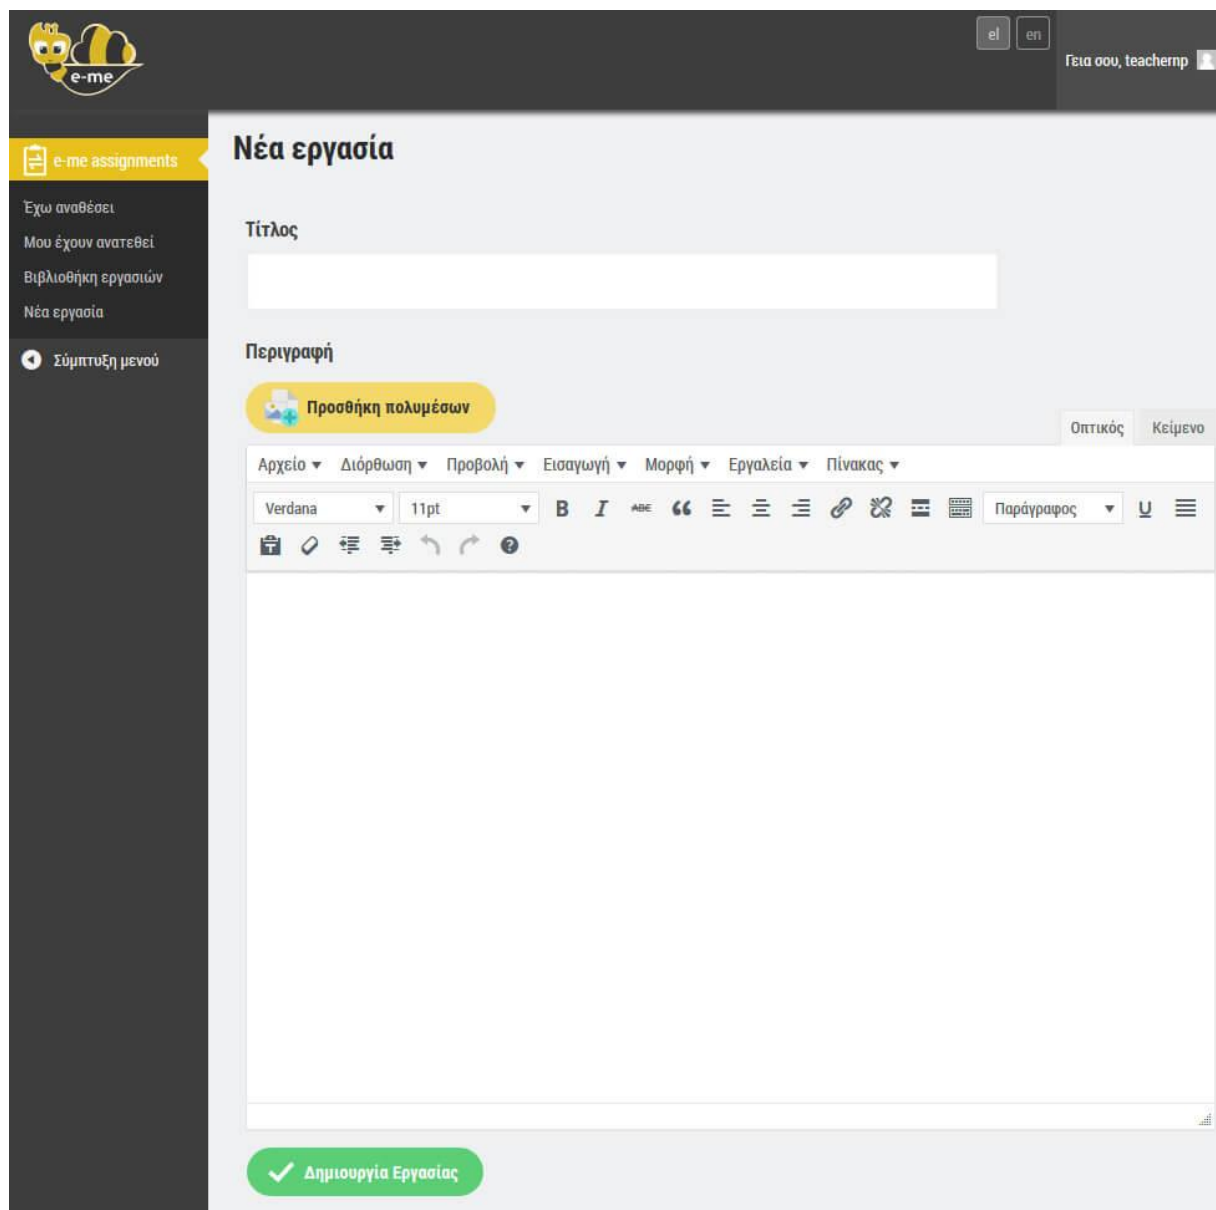 e-me
el en
Γεια σου, teachernp
e-me assignments
Έχω αναθέσει
Μου έχουν ανατεθεί
Βιβλιοθήκη εργασιών
Νέα εργασία
Σύμπτυξη μενού
Νέα εργασία
Τίτλος
Περιγραφή
Προσθήκη πολυμέσων
Οπτικός Κείμενο
Αρχείο Διόρθωση Προβολή Εισαγωγή Μορφή Εργαλεία Πίνακας
Verdana 11pt B I ABE Παράγραφος U
Δημιουργία Εργασίας